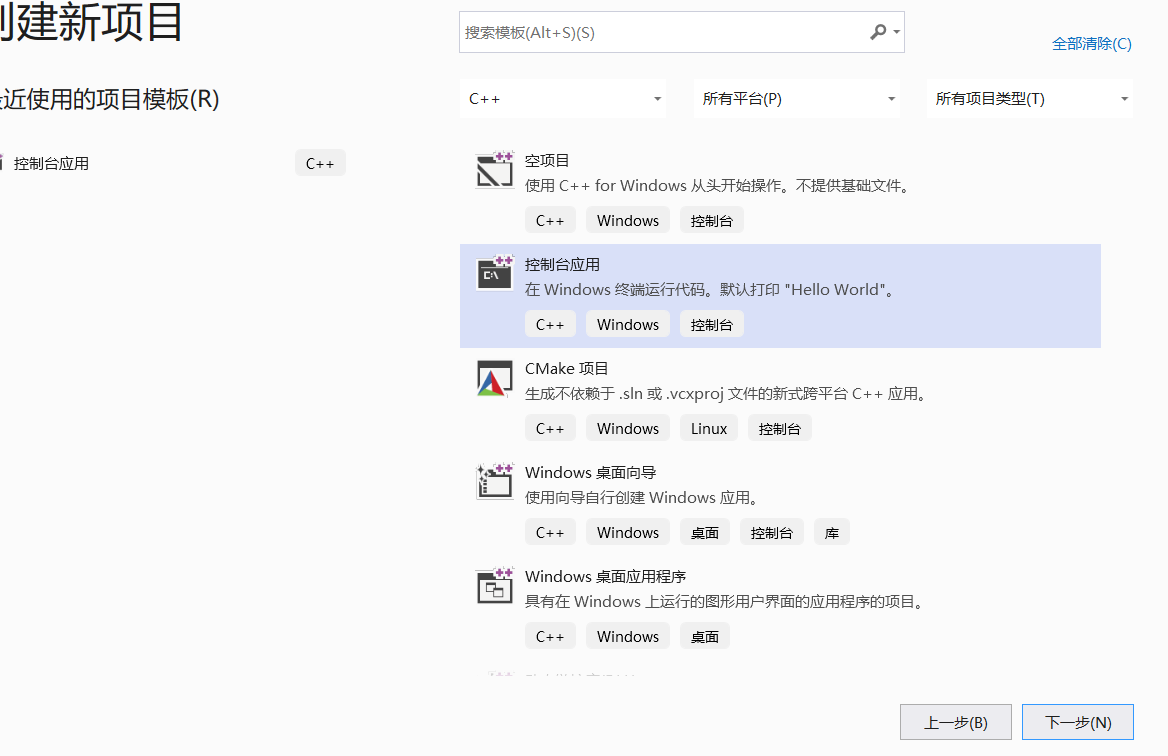 创建新项目
最近使用的项目模板(R)
控制台应用
C++
搜索模板(Alt+S)(S)
全部清除(C)
C++
所有平台(P)
所有项目类型(T)
空项目
使用 C++ for Windows 从头开始操作。不提供基础文件。
C++ Windows 控制台
控制台应用
在 Windows 终端运行代码。默认打印 "Hello World"。
C++ Windows 控制台
CMake 项目
生成不依赖于 .sln 或 .vcxproj 文件的新式跨平台 C++ 应用。
C++ Windows Linux 控制台
Windows 桌面向导
使用向导自行创建 Windows 应用。
C++ Windows 桌面 控制台 库
Windows 桌面应用程序
具有在 Windows 上运行的图形用户界面的应用程序的项目。
C++ Windows 桌面
上一步(B)
下一步(N)